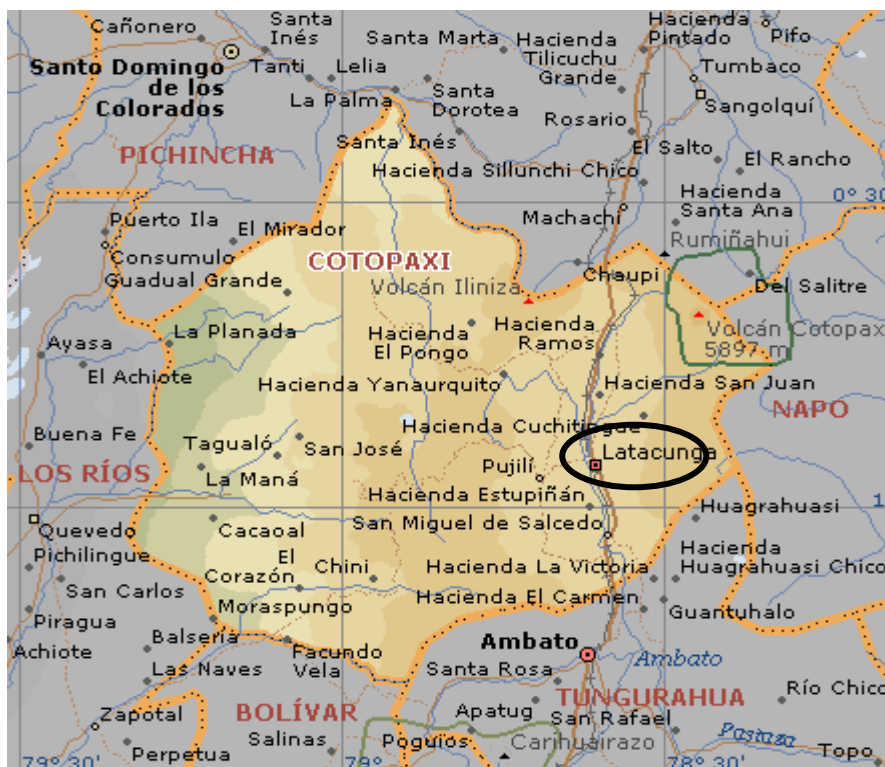 Cañonero
Santa
Inés
Santa Marta
Hacienda
Tilicuchu
Grande
Hacienda
Pintado
Pifo
Santo Domingo
de los
Colorados
Tanti
Lelia
La Palma
Santa
Dorotea
Tumbaco
Sangolquí
Rosario
PICHINCHA
Santa Inés
El Salto
El Rancho
Hacienda Sillunchi Chico
Hacienda
Santa Ana
0° 30
Puerto Ila
El Mirador
Machachi
Rumiñahui
Consumulo
COTOPAXI
Guadual Grande
Volcán Iliniza
Chaupi
Del Salitre
La Planada
Hacienda
El Pongo
Hacienda
Ramos
Volcán Cotopax
5897 m
Ayasa
El Achiote
Hacienda Yanaurquito
Hacienda San Juan
NAPO
Hacienda Cuchitingue
Buena Fe
Tagualó
San José
Latacunga
LOS RÍOS
La Maná
Pujilí
Hacienda Estupiñán
Huagrahuasi
1
Quevedo
Cacaoal
San Miguel de Salcedo
Pichilingue
El
Corazón
Chini
Hacienda La Victoria
Hacienda
Huagrahuasi Chico
San Carlos
Moraspungo
Hacienda El Carmen
Guantuhalo
Piragua
Achiote
Balseria
Facundo
Vela
Ambato
Ambato
Las Naves
Santa Rosa
TUNGURAHUA
Río Chico
Zapotal
BOLÍVAR
Apatug
San Rafael
Perpetua
Salinas
Poguios
Carihuairazo
Pastaza
Topo
79° 30'
79°
78° 30'